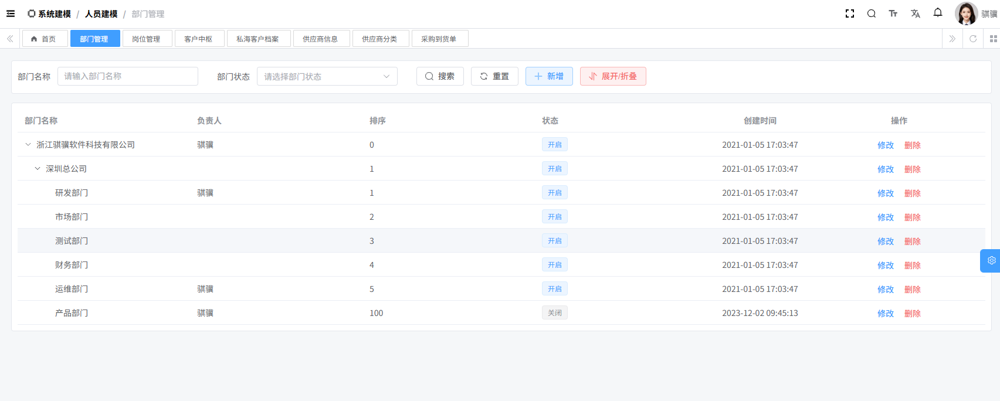 系统建模 / 人员建模 / 部门管理 骐骥
首页 部门管理 岗位管理 客户中枢 私海客户档案 供应商信息 供应商分类 采购到货单
部门名称 请输入部门名称 部门状态 请选择部门状态 搜索 重置 新增 展开/折叠
部门名称 负责人 排序 状态 创建时间 操作
浙江骐骥软件科技有限公司 骐骥 0 开启 2021-01-05 17:03:47 修改 删除
深圳总公司 1 开启 2021-01-05 17:03:47 修改 删除
研发部门 骐骥 1 开启 2021-01-05 17:03:47 修改 删除
市场部门 2 开启 2021-01-05 17:03:47 修改 删除
测试部门 3 开启 2021-01-05 17:03:47 修改 删除
财务部门 4 开启 2021-01-05 17:03:47 修改 删除
运维部门 骐骥 5 开启 2021-01-05 17:03:47 修改 删除
产品部门 骐骥 100 关闭 2023-12-02 09:45:13 修改 删除